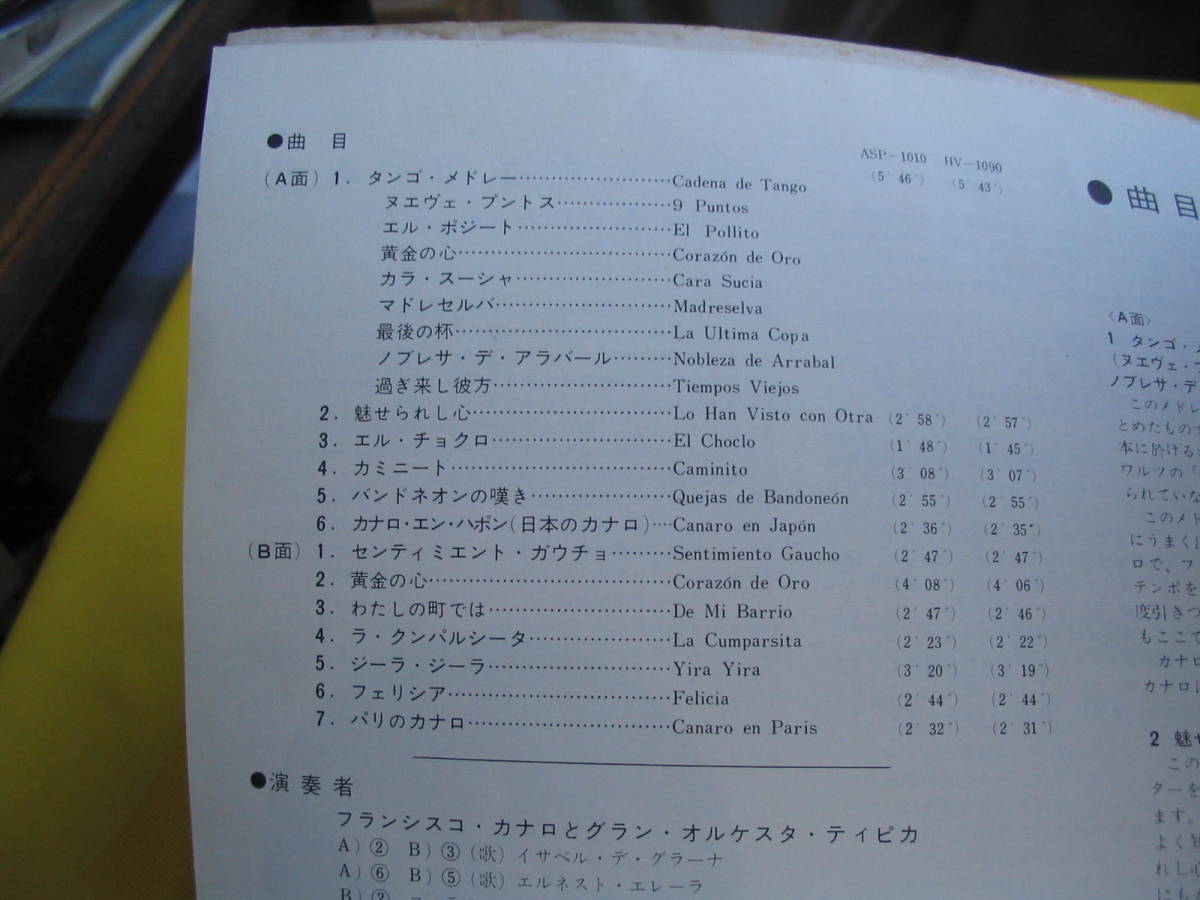 ●曲 目
ASP-1010 HV-1090
(A面) 1. タンゴ・メドレー……………………Cadena de Tango (5′46″) (5′43″)
ヌエヴェ・プントス………………9 Puntos
エル・ポジート……………………El Pollito
黄金の心……………………………Corazón de Oro
カラ・スーシャ……………………Cara Sucia
マドレセルバ………………………Madreselva
最後の杯……………………………La Ultima Copa
ノブレサ・デ・アラバール………Nobleza de Arrabal
過ぎ来し彼方………………………Tiempos Viejos
2. 魅せられし心…………………………Lo Han Visto con Otra (2′58″) (2′57″)
3. エル・チョクロ………………………El Choclo (1′48″) (1′45″)
4. カミニート……………………………Caminito (3′08″) (3′07″)
5. バンドネオンの嘆き…………………Quejas de Bandoneón (2′55″) (2′55″)
6. カナロ・エン・ハポン(日本のカナロ)…Canaro en Japón (2′36″) (2′35″)
(B面) 1. センティミエント・ガウチョ………Sentimiento Gaucho (2′47″) (2′47″)
2. 黄金の心………………………………Corazón de Oro (4′08″) (4′06″)
3. わたしの町では………………………De Mi Barrio (2′47″) (2′46″)
4. ラ・クンパルシータ…………………La Cumparsita (2′23″) (2′22″)
5. ジーラ・ジーラ………………………Yira Yira (3′20″) (3′19″)
6. フェリシア……………………………Felicia (2′44″) (2′44″)
7. パリのカナロ…………………………Canaro en Paris (2′32″) (2′31″)
●演奏者
フランシスコ・カナロとグラン・オルケスタ・ティピカ
A)② B)③(歌)イサベル・デ・グラーナ
A)⑥ B)⑤(歌)エルネスト・エレーラ
●曲目
〈A面〉
1 タンゴ・
(ヌエヴェ・
ノブレサ・デ
このメドレ
とめたもので
本に於ける
ワルツの「
られていな
このメド
にうまく
ロで、フ
テンポを
度引きつ
もここで
カナロ
カナロに
2 魅せ
この
ターを
ます。
よく知
れし心
にも